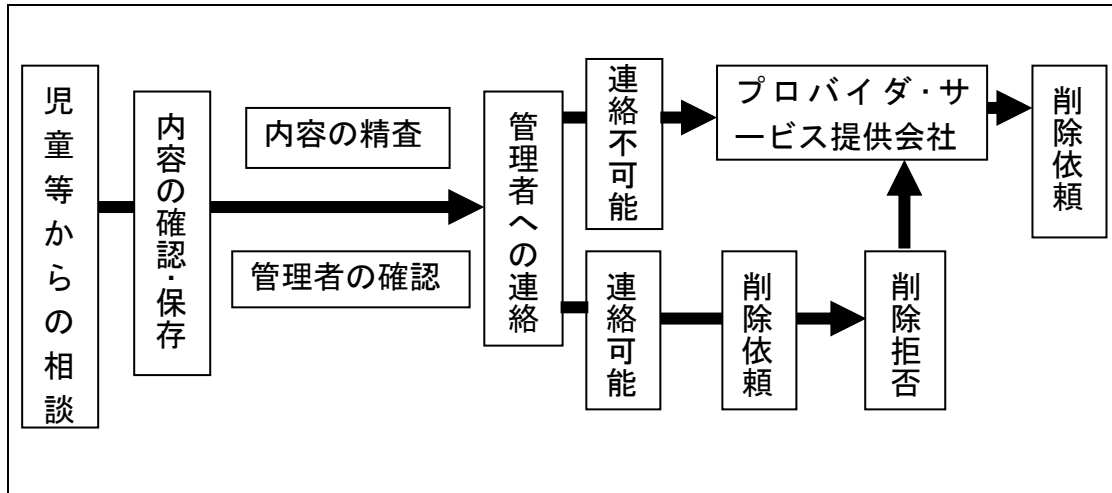 児童等からの相談
内容の確認・保存
内容の精査
管理者の確認
管理者への連絡
連絡不可能
プロバイダ・サ
ービス提供会社
削除依頼
連絡可能
削除依頼
削除拒否